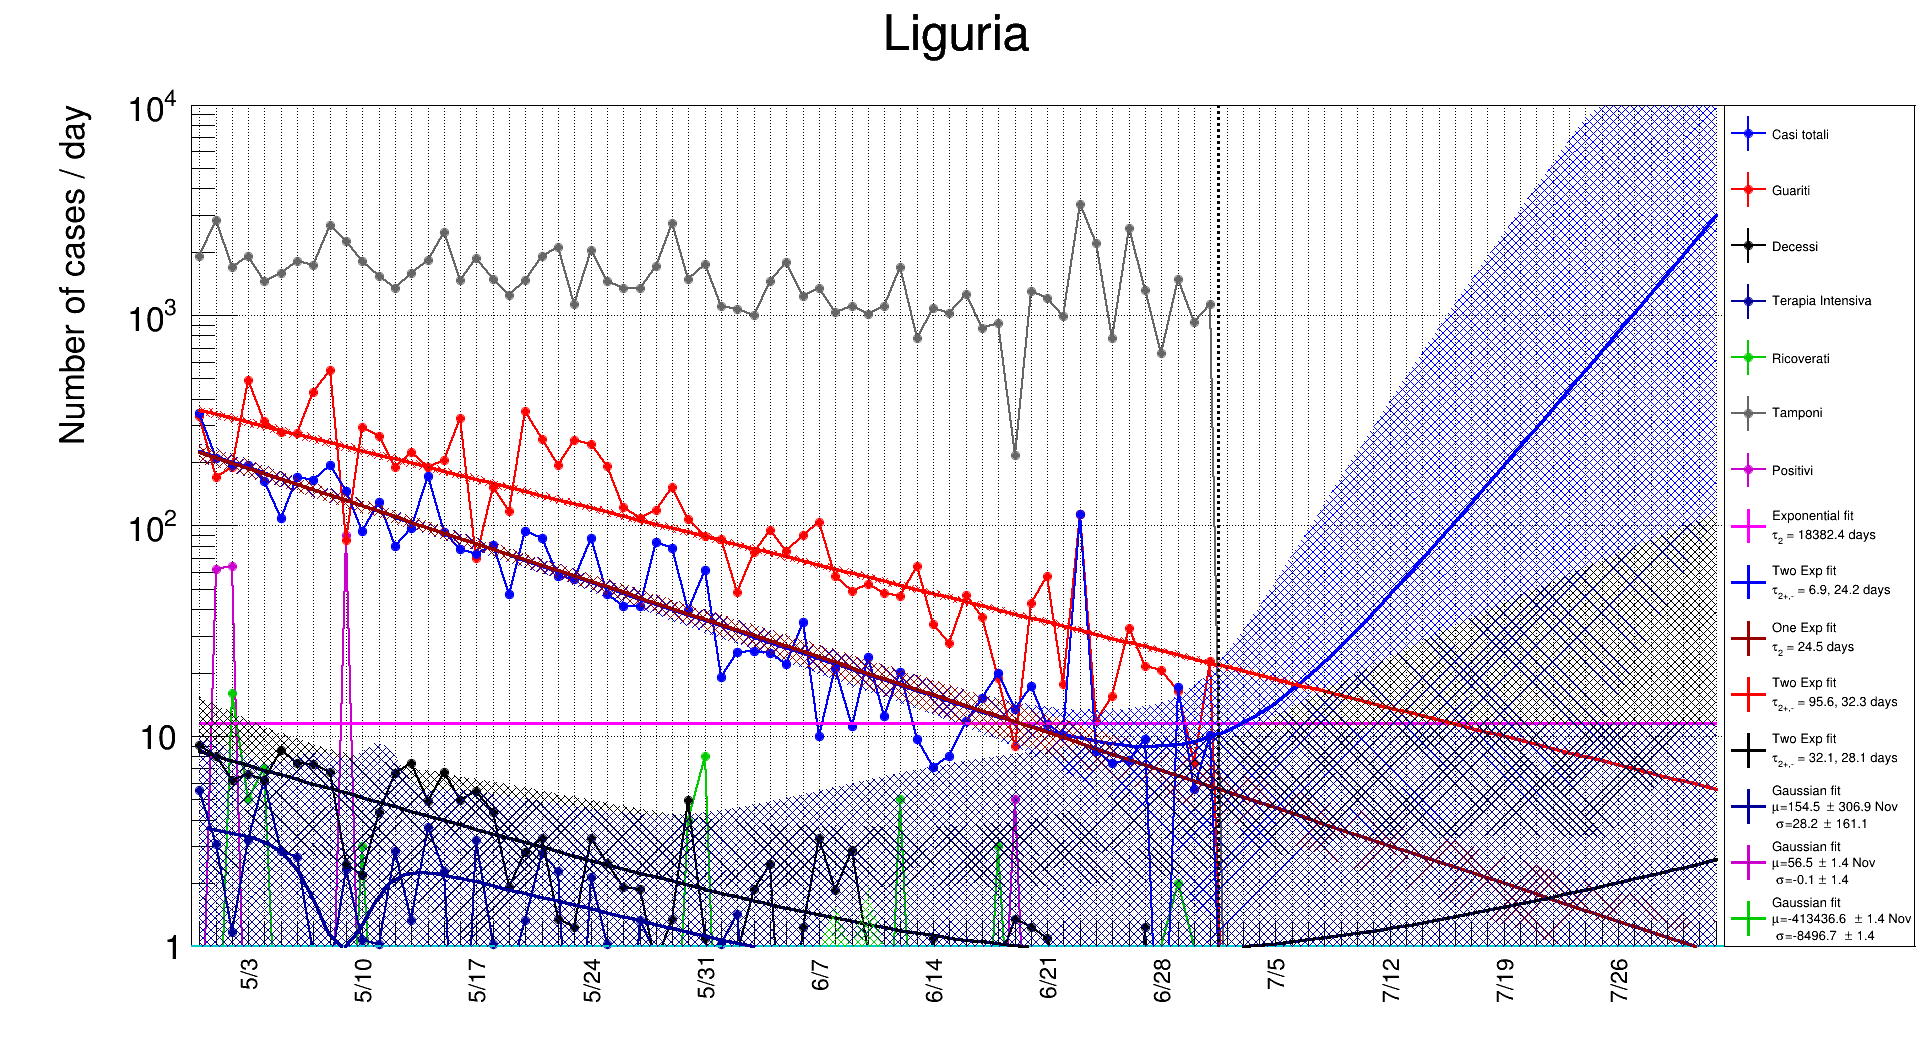 Liguria
Number of cases / day
10⁴
10³
10²
10
1
5/3
5/10
5/17
5/24
5/31
6/7
6/14
6/21
6/28
7/5
7/12
7/19
7/26
Casi totali
Guariti
Decessi
Terapia Intensiva
Ricoverati
Tamponi
Positivi
Exponential fit
τ₂ = 18382.4 days
Two Exp fit
τ₂₊,₋ = 6.9, 24.2 days
One Exp fit
τ₂ = 24.5 days
Two Exp fit
τ₂₊,₋ = 95.6, 32.3 days
Two Exp fit
τ₂₊,₋ = 32.1, 28.1 days
Gaussian fit
μ=154.5 ± 306.9 Nov
σ=28.2 ± 161.1
Gaussian fit
μ=56.5 ± 1.4 Nov
σ=-0.1 ± 1.4
Gaussian fit
μ=-413436.6 ± 1.4 Nov
σ=-8496.7 ± 1.4